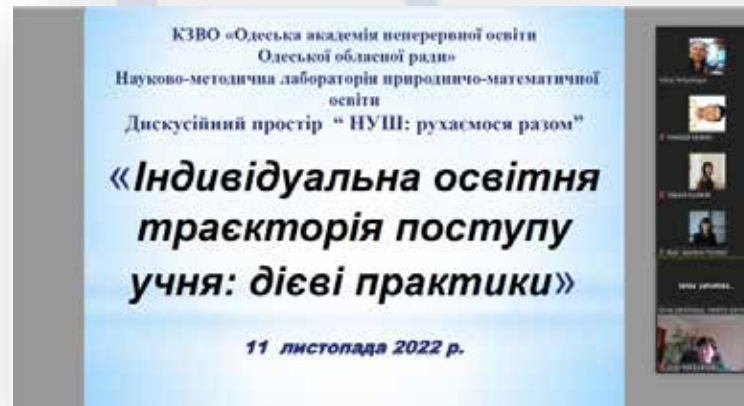 КЗВО «Одеська академія неперервної освіти
Одеської обласної ради»
Науково-методична лабораторія природничо-математичної
освіти
Дискусійний простір “ НУШ: рухаємося разом”
«Індивідуальна освітня
траєкторія поступу
учня: дієві практики»
11 листопада 2022 р.